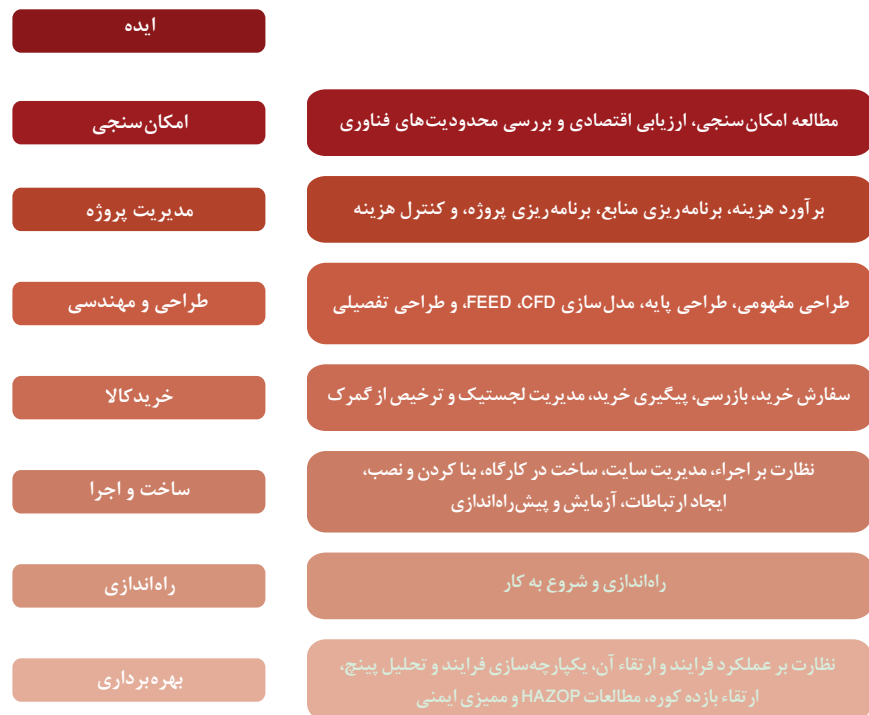 ایده
امکان‌سنجی
مطالعه امکان‌سنجی، ارزیابی اقتصادی و بررسی محدودیت‌های فناوری
مدیریت پروژه
برآورد هزینه، برنامه‌ریزی منابع، برنامه‌ریزی پروژه، و کنترل هزینه
طراحی و مهندسی
طراحی مفهومی، طراحی پایه، مدل‌سازی CFD، FEED، و طراحی تفصیلی
خرید کالا
سفارش خرید، بازرسی، پیگیری خرید، مدیریت لجستیک و ترخیص از گمرک
ساخت و اجرا
نظارت بر اجراء، مدیریت سایت، ساخت در کارگاه، بنا کردن و نصب،
ایجاد ارتباطات، آزمایش و پیش‌راه‌اندازی
راه‌اندازی
راه‌اندازی و شروع به کار
بهره‌برداری
نظارت بر عملکرد فرایند و ارتقاء آن، یکپارچه‌سازی فرایند و تحلیل پینچ،
ارتقاء بازده کوره، مطالعات HAZOP و ممیزی ایمنی